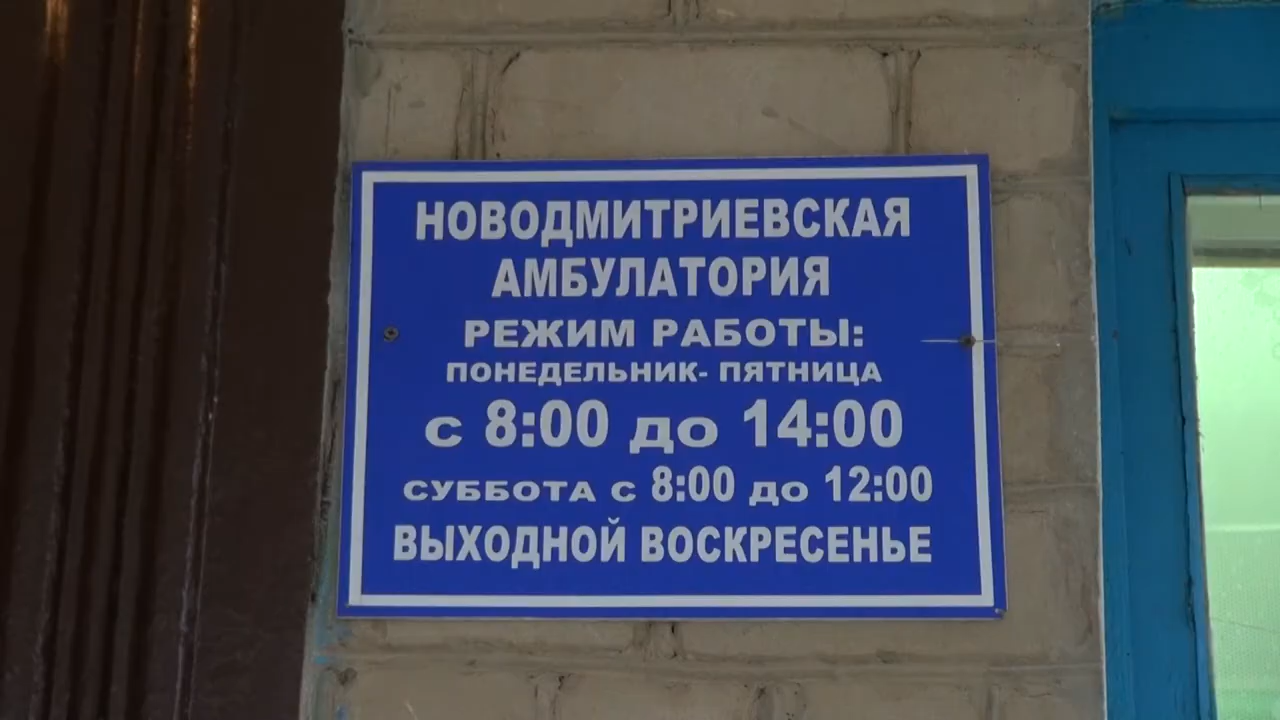 НОВОДМИТРИЕВСКАЯ
АМБУЛАТОРИЯ
РЕЖИМ РАБОТЫ:
ПОНЕДЕЛЬНИК- ПЯТНИЦА
С 8:00 ДО 14:00
СУББОТА С 8:00 ДО 12:00
ВЫХОДНОЙ ВОСКРЕСЕНЬЕ